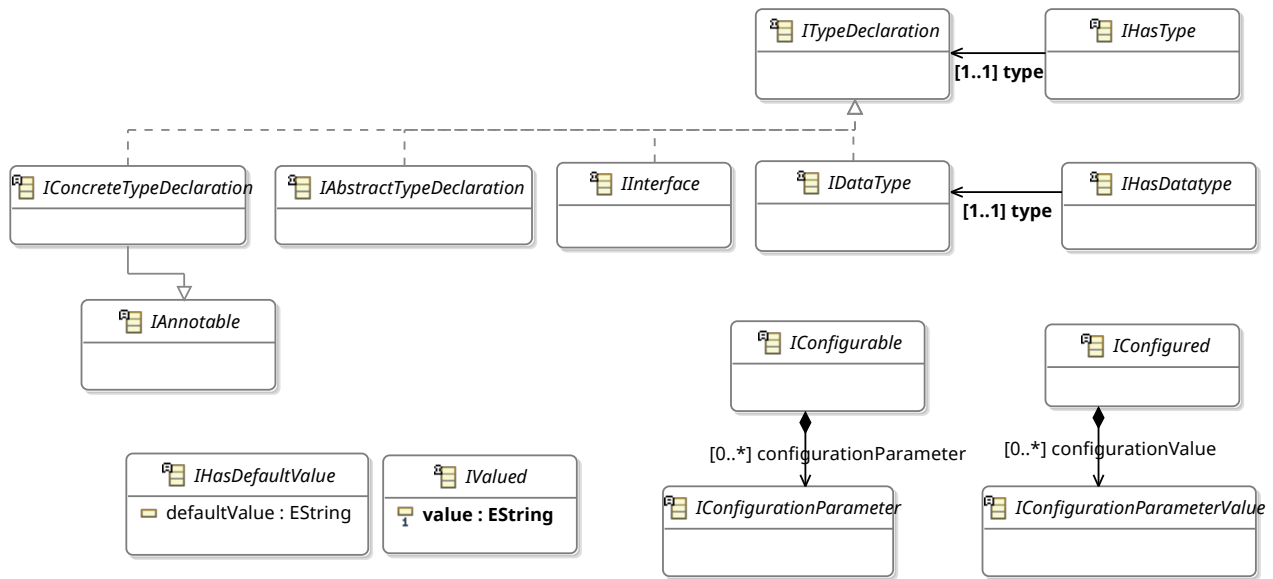 ITypeDeclaration
IHasType
[1..1] type
IConcreteTypeDeclaration
IAbstractTypeDeclaration
IInterface
IDataType
IHasDatatype
[1..1] type
IAnnotable
IConfigurable
IConfigured
[0..*] configurationParameter
[0..*] configurationValue
IHasDefaultValue
defaultValue : EString
IValued
1
value : EString
IConfigurationParameter
IConfigurationParameterValue